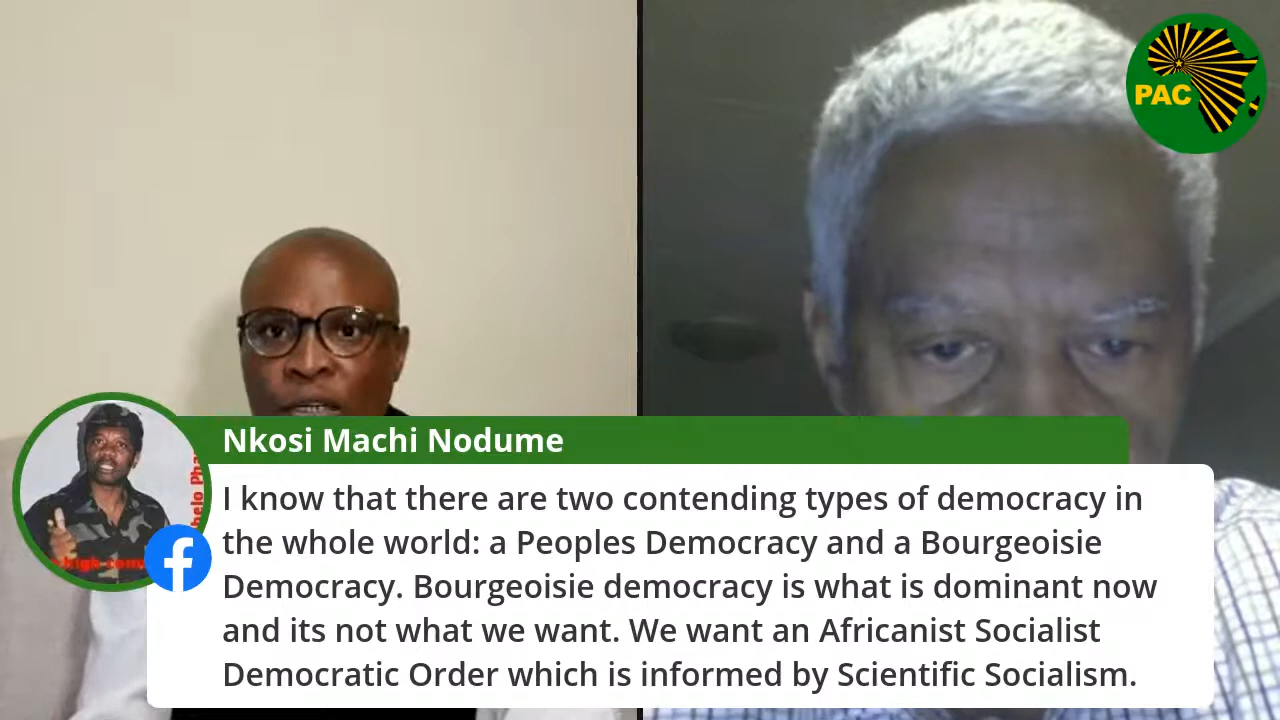 PAC
Nkosi Machi Nodume
I know that there are two contending types of democracy in
the whole world: a Peoples Democracy and a Bourgeoisie
Democracy. Bourgeoisie democracy is what is dominant now
and its not what we want. We want an Africanist Socialist
Democratic Order which is informed by Scientific Socialism.